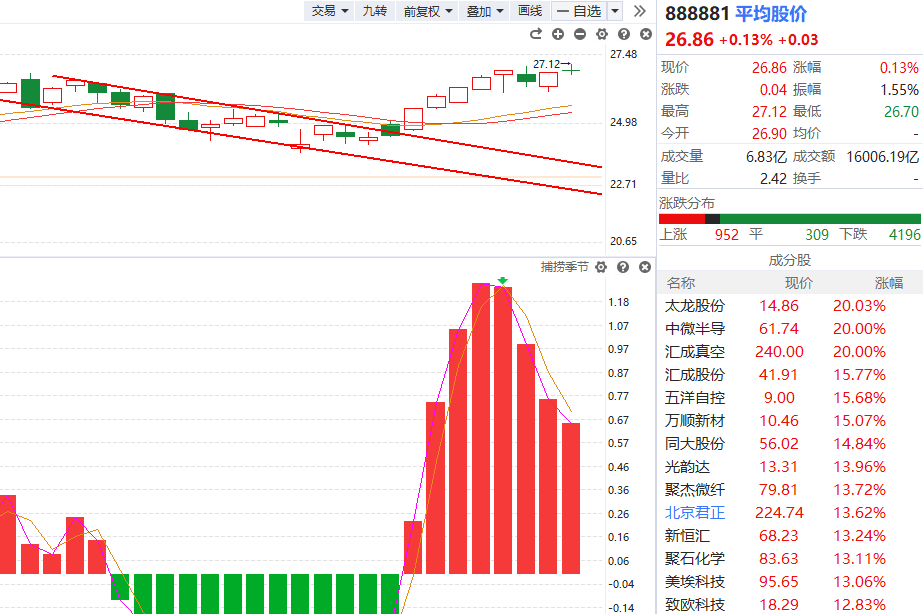 交易 九转 前复权 叠加 画线 一 自选
888881 平均股价
26.86 +0.13% +0.03
现价 26.86 涨幅 0.13%
涨跌 0.04 振幅 1.55%
最高 27.12 最低 26.70
今开 26.90 均价 -
成交量 6.83亿 成交额 16006.19亿
量比 2.42 换手 -
涨跌分布
上涨 952 平 309 下跌 4196
成分股
名称 现价 涨幅
太龙股份 14.86 20.03%
中微半导 61.74 20.00%
汇成真空 240.00 20.00%
汇成股份 41.91 15.77%
五洋自控 9.00 15.68%
万顺新材 10.46 15.07%
同大股份 56.02 14.84%
光韵达 13.31 13.96%
聚杰微纤 79.81 13.72%
北京君正 224.74 13.62%
新恒汇 68.23 13.24%
聚石化学 83.63 13.11%
美埃科技 95.65 13.06%
致欧科技 18.29 12.83%
27.48
27.12
24.98
22.71
20.65
捕捞季节
1.18
1.07
0.97
0.87
0.77
0.67
0.57
0.46
0.36
0.26
0.16
0.06
-0.04
-0.14